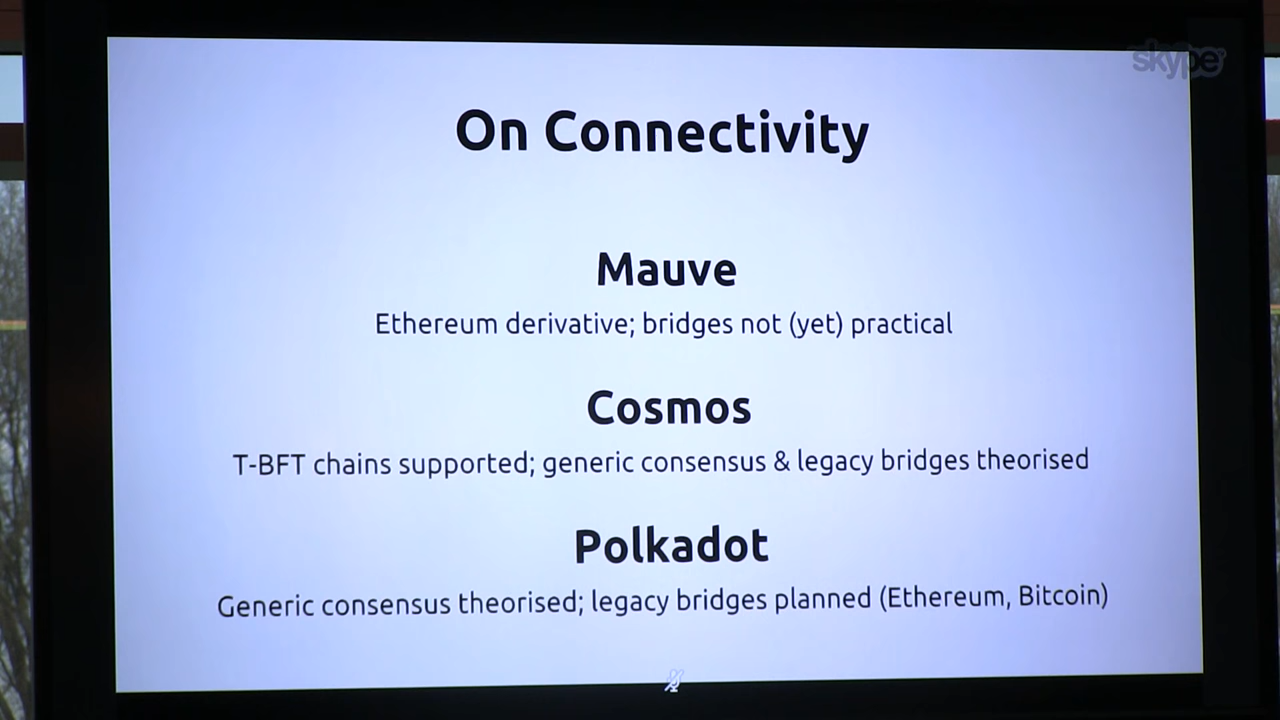 skype
On Connectivity
Mauve
Ethereum derivative; bridges not (yet) practical
Cosmos
T-BFT chains supported; generic consensus & legacy bridges theorised
Polkadot
Generic consensus theorised; legacy bridges planned (Ethereum, Bitcoin)